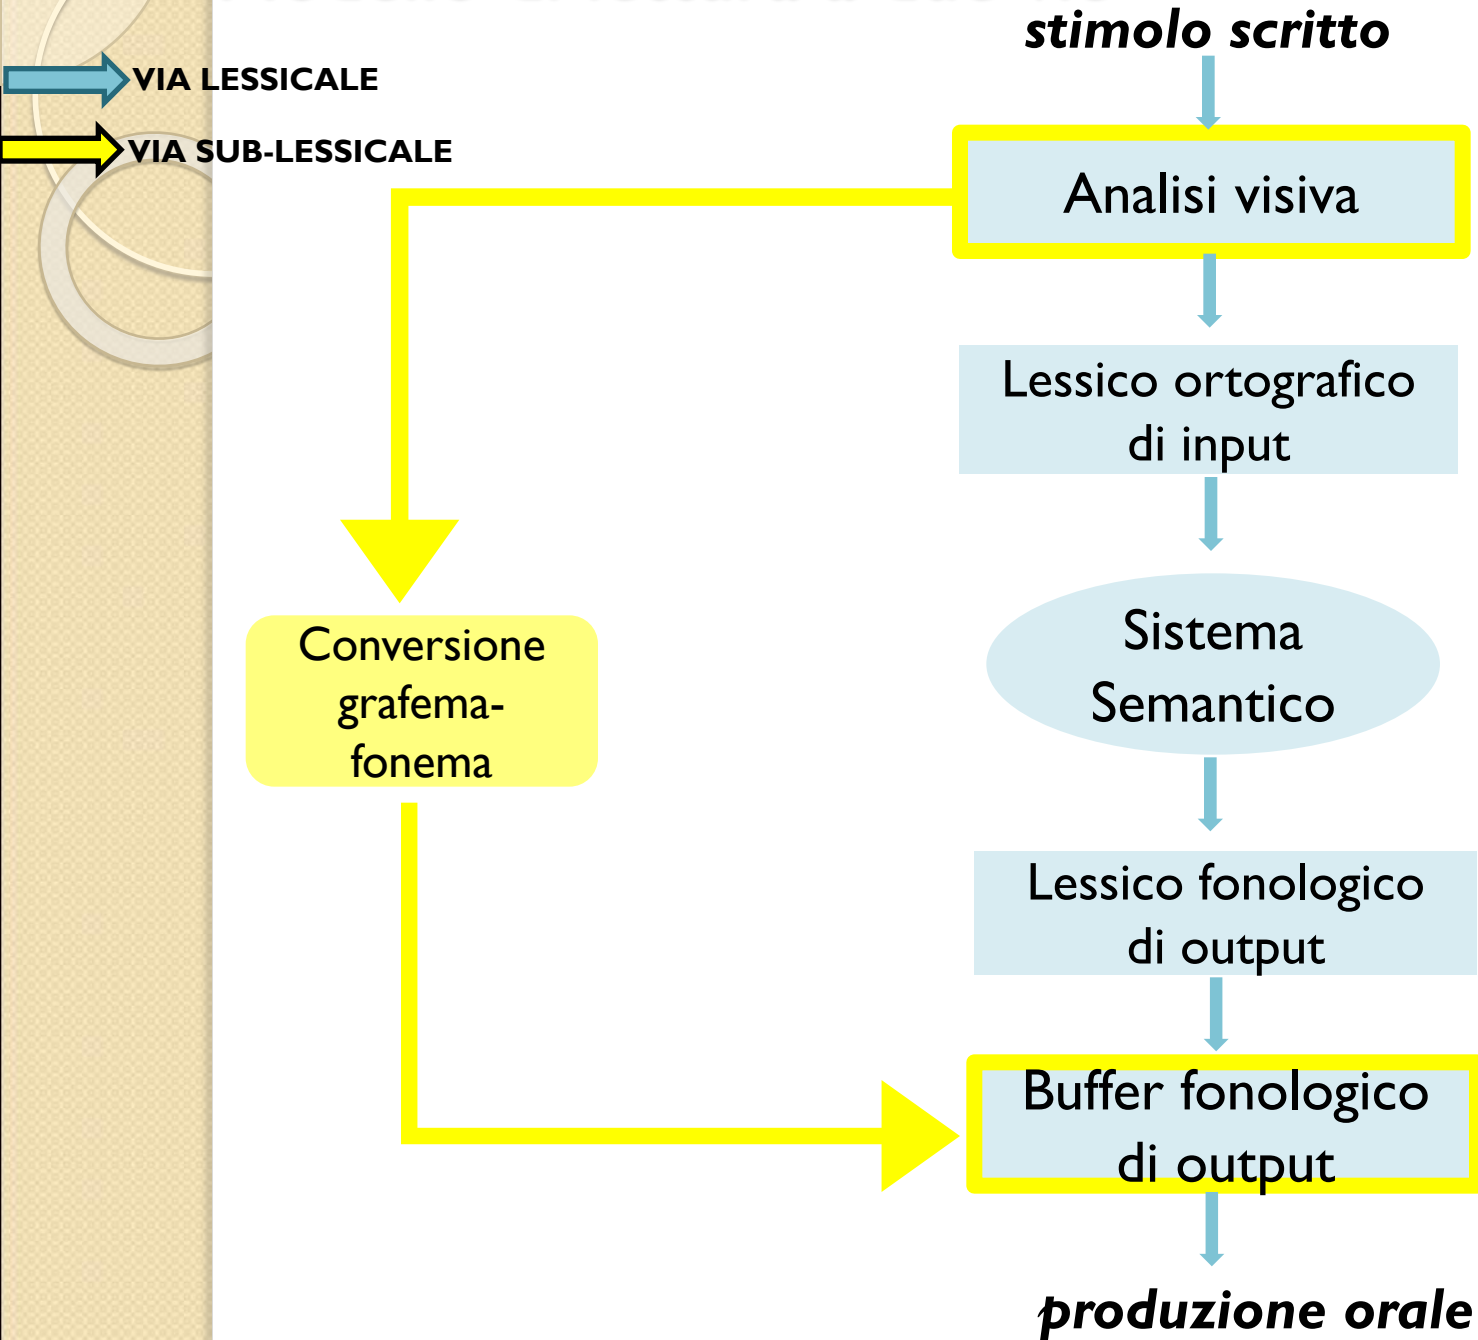 stimolo scritto
VIA LESSICALE
VIA SUB-LESSICALE
Analisi visiva
Lessico ortografico
di input
Sistema
Semantico
Conversione
grafema-
fonema
Lessico fonologico
di output
Buffer fonologico
di output
produzione orale